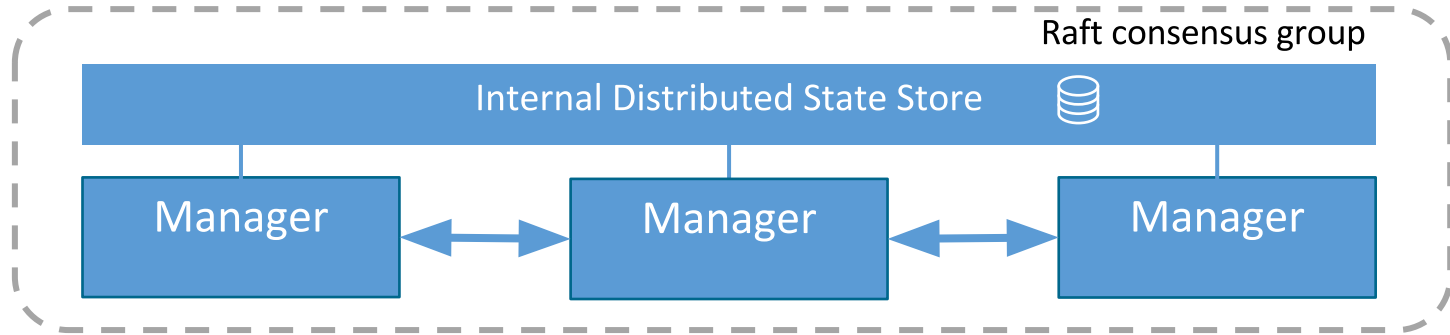 Raft consensus group
Internal Distributed State Store
Manager
Manager
Manager